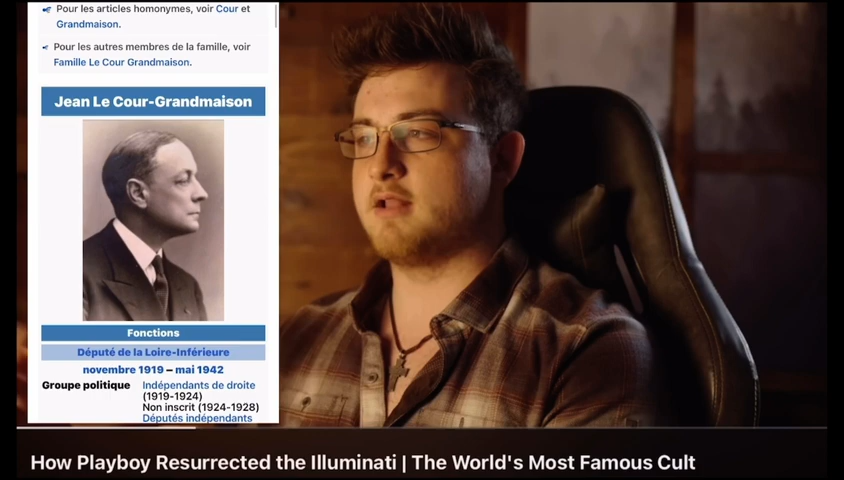 Pour les articles homonymes, voir Cour et
Grandmaison.
Pour les autres membres de la famille, voir
Famille Le Cour Grandmaison.
Jean Le Cour-Grandmaison
Fonctions
Député de la Loire-Inférieure
novembre 1919 – mai 1942
Groupe politique Indépendants de droite
(1919-1924)
Non inscrit (1924-1928)
Députés indépendants
How Playboy Resurrected the Illuminati | The World's Most Famous Cult